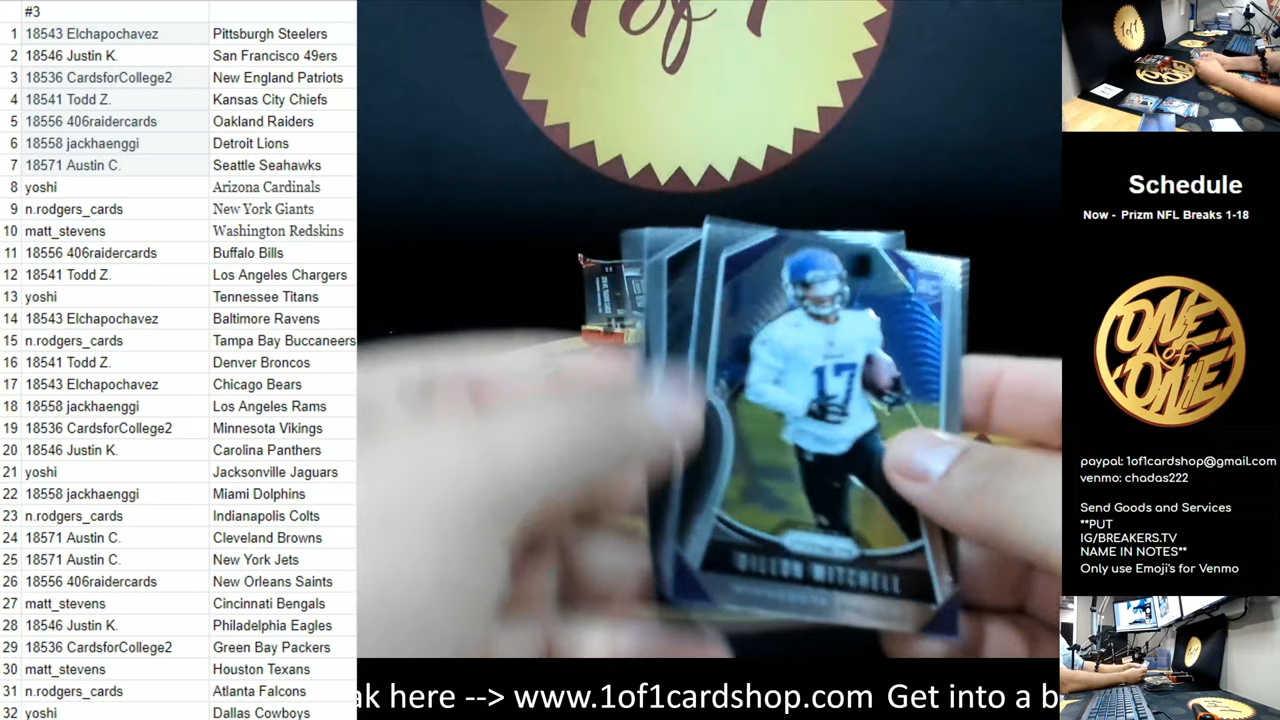 #3
1 18543 Elchapochavez Pittsburgh Steelers
2 18546 Justin K. San Francisco 49ers
3 18536 CardsforCollege2 New England Patriots
4 18541 Todd Z. Kansas City Chiefs
5 18556 406raidercards Oakland Raiders
6 18558 jackhaenggi Detroit Lions
7 18571 Austin C. Seattle Seahawks
8 yoshi Arizona Cardinals
9 n.rodgers_cards New York Giants
10 matt_stevens Washington Redskins
11 18556 406raidercards Buffalo Bills
12 18541 Todd Z. Los Angeles Chargers
13 yoshi Tennessee Titans
14 18543 Elchapochavez Baltimore Ravens
15 n.rodgers_cards Tampa Bay Buccaneers
16 18541 Todd Z. Denver Broncos
17 18543 Elchapochavez Chicago Bears
18 18558 jackhaenggi Los Angeles Rams
19 18536 CardsforCollege2 Minnesota Vikings
20 18546 Justin K. Carolina Panthers
21 yoshi Jacksonville Jaguars
22 18558 jackhaenggi Miami Dolphins
23 n.rodgers_cards Indianapolis Colts
24 18571 Austin C. Cleveland Browns
25 18571 Austin C. New York Jets
26 18556 406raidercards New Orleans Saints
27 matt_stevens Cincinnati Bengals
28 18546 Justin K. Philadelphia Eagles
29 18536 CardsforCollege2 Green Bay Packers
30 matt_stevens Houston Texans
31 n.rodgers_cards Atlanta Falcons
32 yoshi Dallas Cowboys
1 of 1
RC
17
DILLON MITCHELL
ak here --> www.1of1cardshop.com Get into a b
1of1
Schedule
Now - Prizm NFL Breaks 1-18
ONE
of
ONE
paypal: 1of1cardshop@gmail.com
venmo: chadas222
Send Goods and Services
**PUT
IG/BREAKERS.TV
NAME IN NOTES**
Only use Emoji's for Venmo